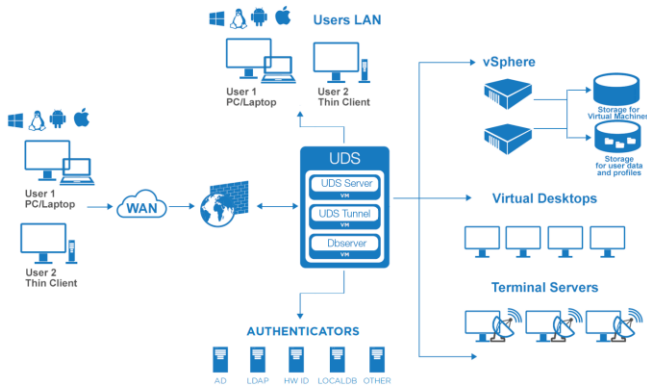 Users LAN
User 1
PC/Laptop
User 2
Thin Client
vSphere
Storage for
Virtual Machines
Storage
for user data
and profiles
User 1
PC/Laptop
WAN
User 2
Thin Client
UDS
UDS Server
VM
UDS Tunnel
VM
Dbserver
VM
Virtual Desktops
Terminal Servers
AUTHENTICATORS
AD
LDAP
HW ID
LOCALDB
OTHER